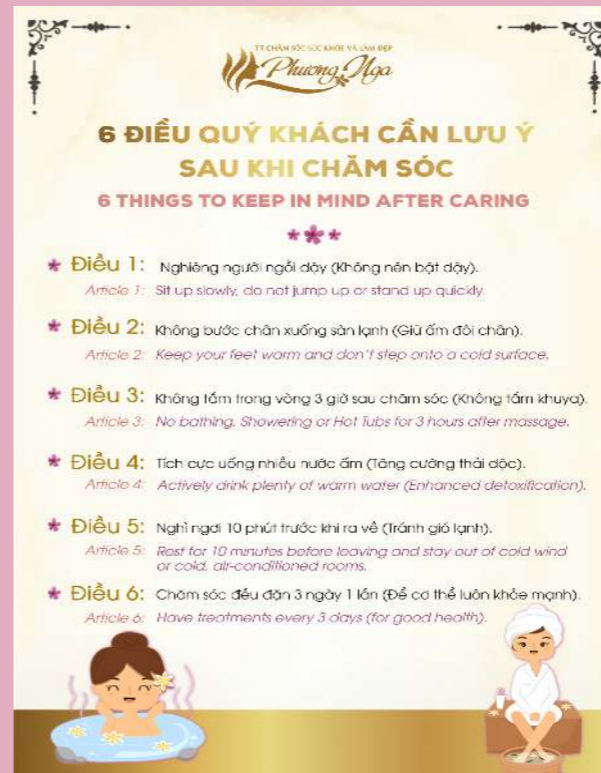 TT CHĂM SÓC SỨC KHỎE VÀ LÀM ĐẸP
Phương Nga
6 ĐIỀU QUÝ KHÁCH CẦN LƯU Ý
SAU KHI CHĂM SÓC
6 THINGS TO KEEP IN MIND AFTER CARING
Điều 1: Nghiêng người ngồi dậy (Không nên bật dậy).
Article 1: Sit up slowly, do not jump up or stand up quickly.
Điều 2: Không bước chân xuống sàn lạnh (Giữ ấm đôi chân).
Article 2: Keep your feet warm and don't step onto a cold surface.
Điều 3: Không tắm trong vòng 3 giờ sau chăm sóc (Không tắm khuya).
Article 3: No bathing, Showering or Hot Tubs for 3 hours after massage.
Điều 4: Tích cực uống nhiều nước ấm (Tăng cường thải độc).
Article 4: Actively drink plenty of warm water (Enhanced detoxification).
Điều 5: Nghỉ ngơi 10 phút trước khi ra về (Tránh gió lạnh).
Article 5: Rest for 10 minutes before leaving and stay out of cold wind
or cold, air-conditioned rooms.
Điều 6: Chăm sóc đều đặn 3 ngày 1 lần (Để cơ thể luôn khỏe mạnh).
Article 6: Have treatments every 3 days (for good health).